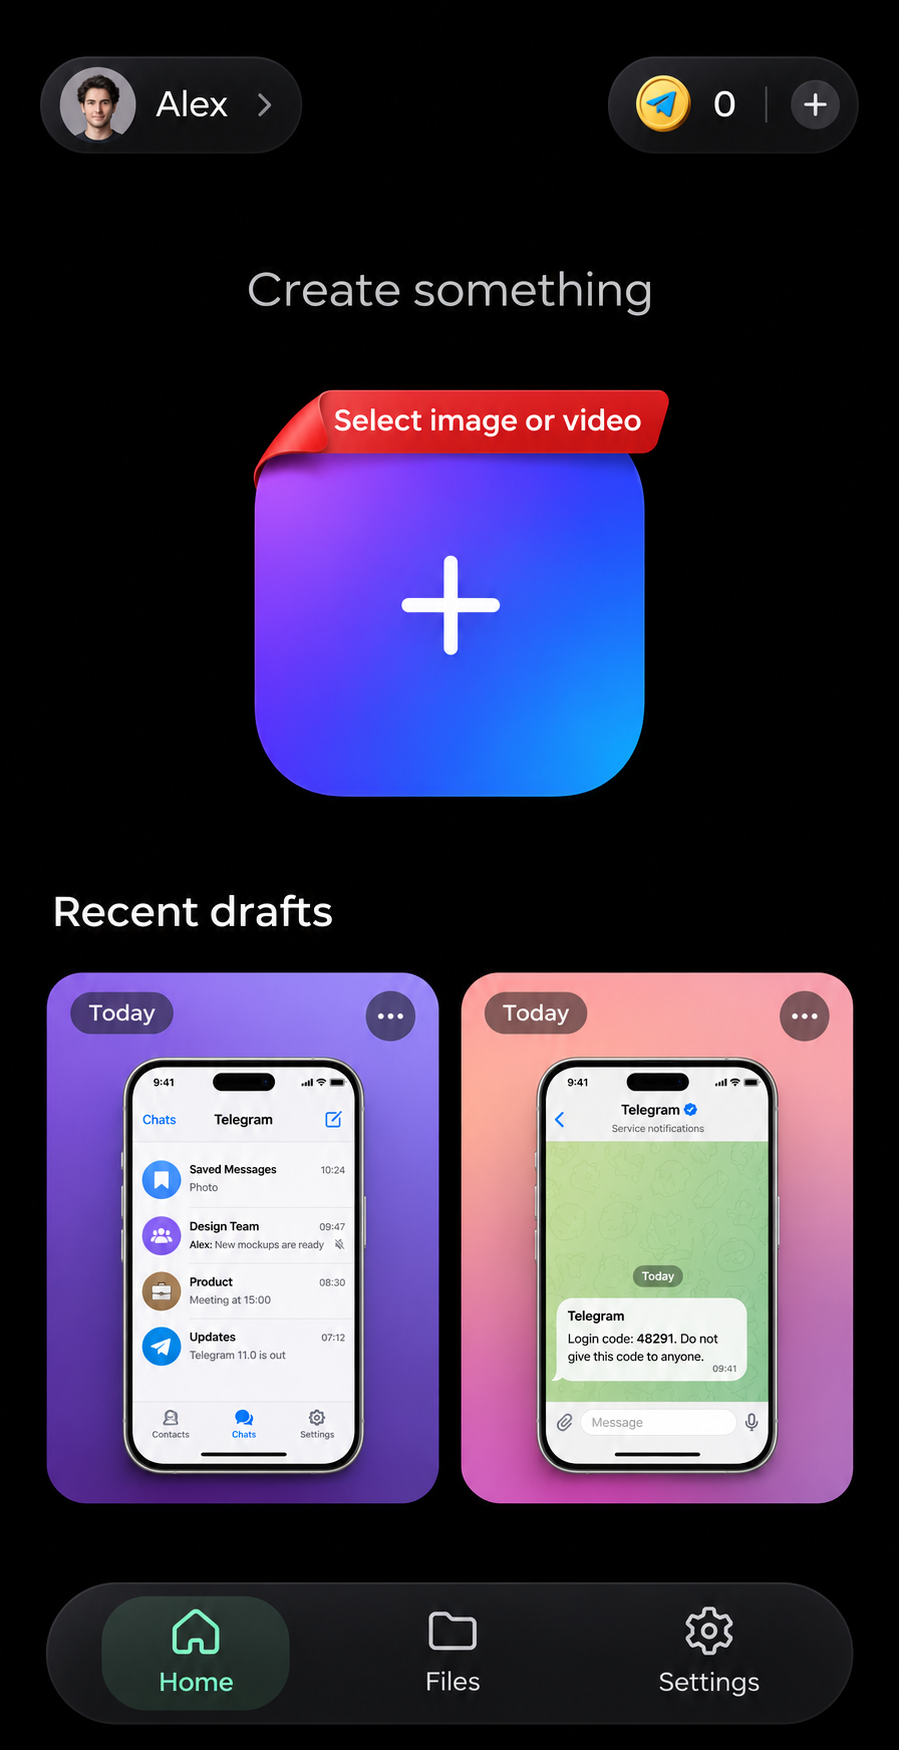 Alex
0
Create something
Select image or video
Recent drafts
Today
9:41
Chats
Telegram
Saved Messages
10:24
Photo
Design Team
09:47
Alex: New mockups are ready
Product
08:30
Meeting at 15:00
Updates
07:12
Telegram 11.0 is out
Contacts
Chats
Settings
Today
9:41
Telegram
Service notifications
Today
Telegram
Login code: 48291. Do not
give this code to anyone.
09:41
Message
Home
Files
Settings